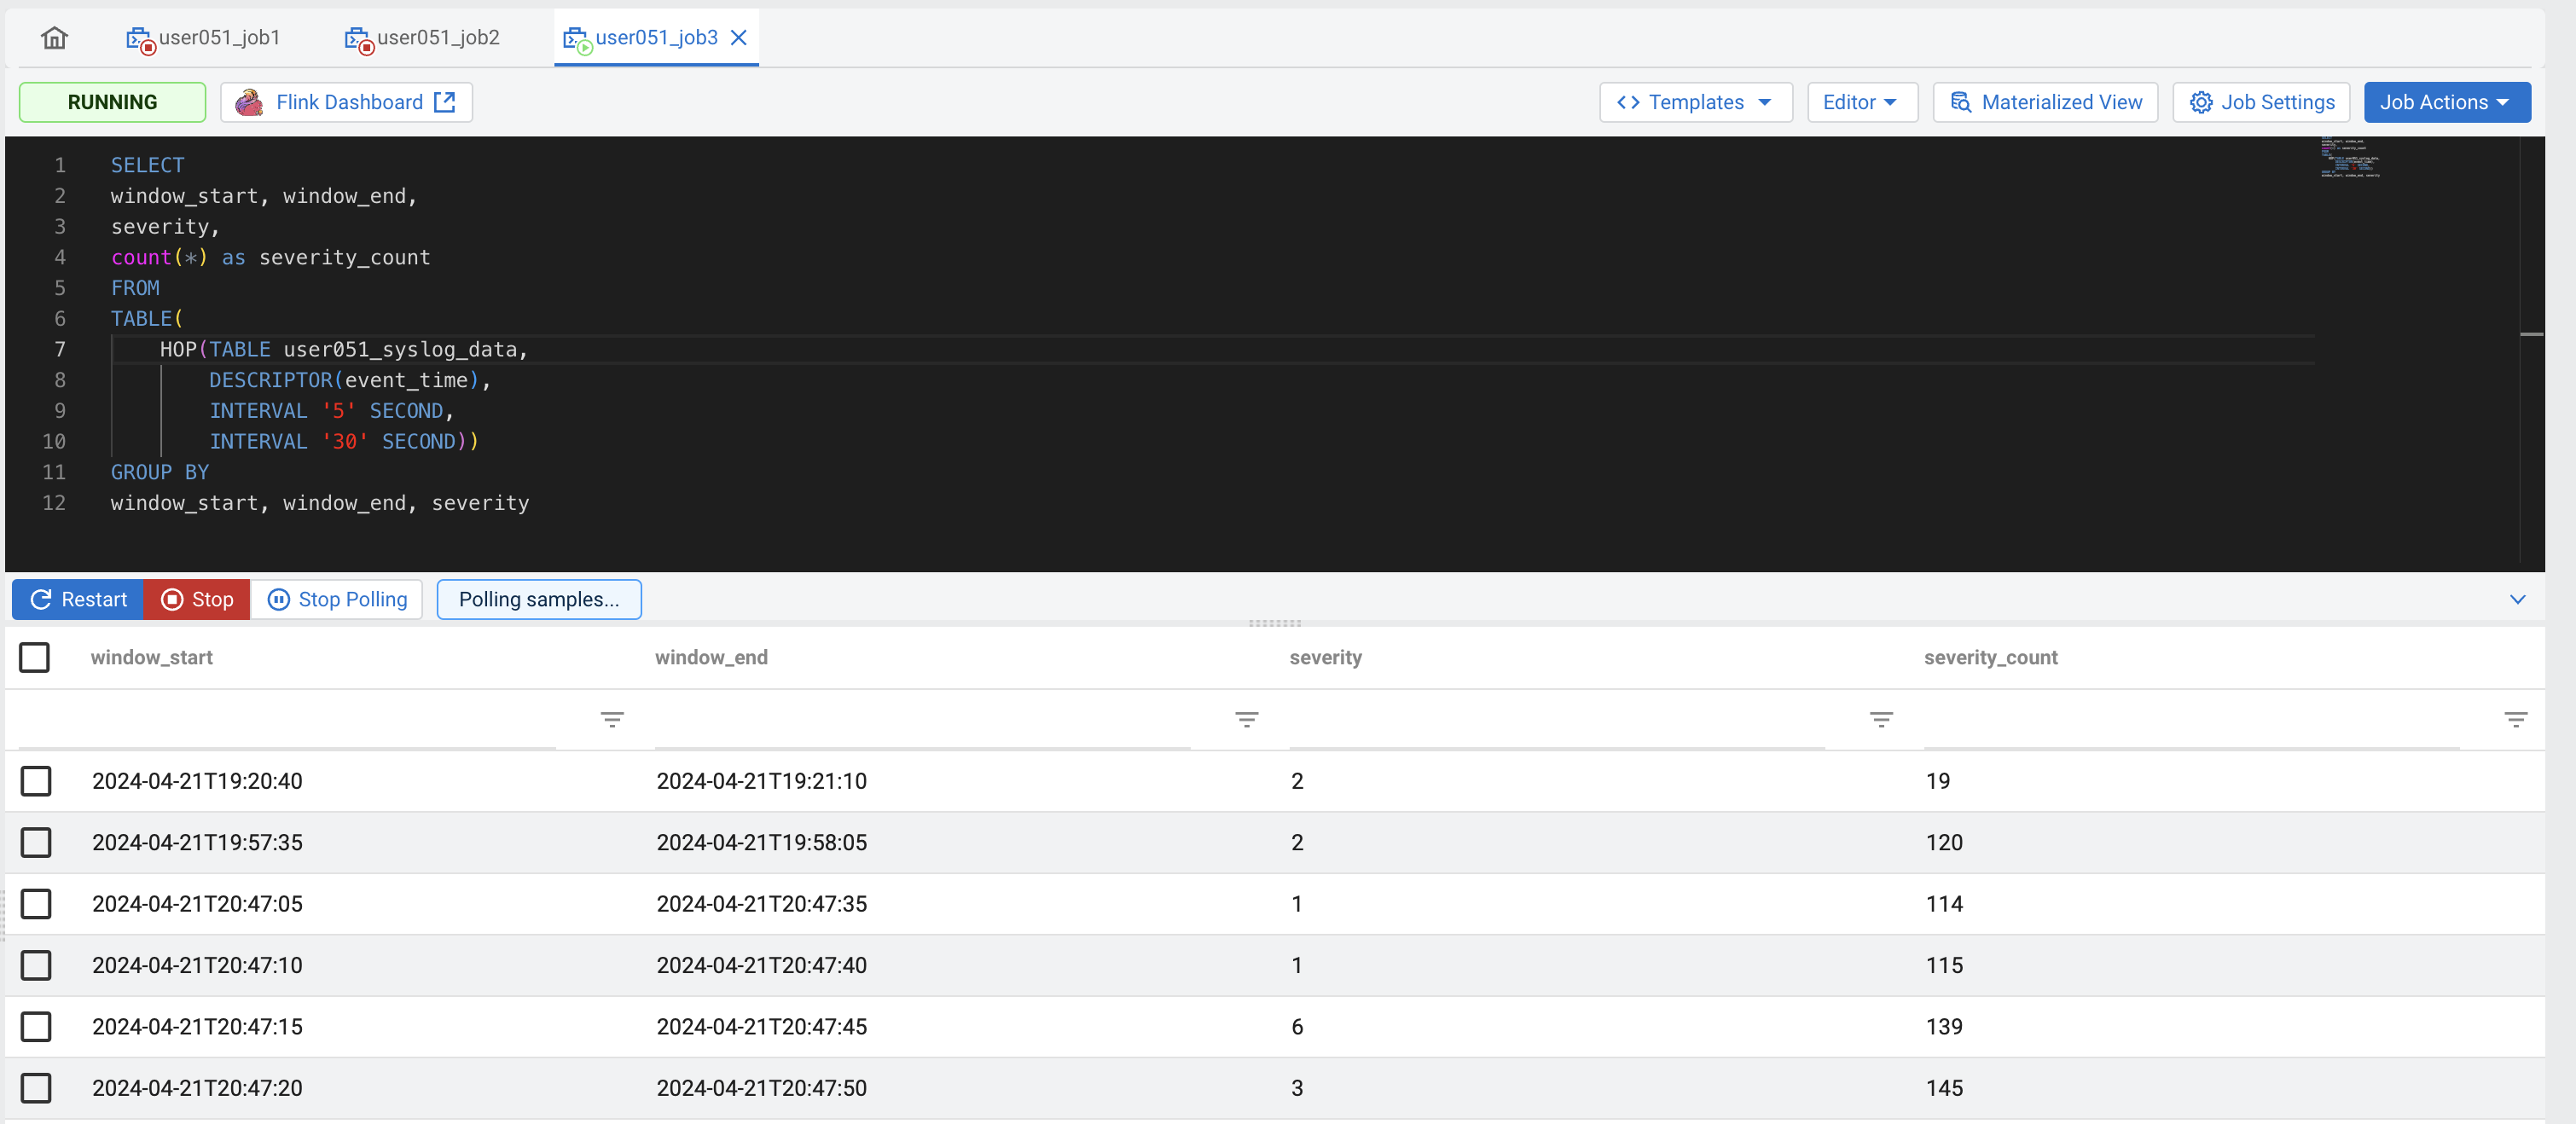 user051_job1 user051_job2 user051_job3
RUNNING Flink Dashboard Templates Editor Materialized View Job Settings Job Actions
1 SELECT
2 window_start, window_end,
3 severity,
4 count(*) as severity_count
5 FROM
6 TABLE(
7 HOP(TABLE user051_syslog_data,
8 DESCRIPTOR(event_time),
9 INTERVAL '5' SECOND,
10 INTERVAL '30' SECOND))
11 GROUP BY
12 window_start, window_end, severity
Restart Stop Stop Polling Polling samples...
window_start window_end severity severity_count
2024-04-21T19:20:40 2024-04-21T19:21:10 2 19
2024-04-21T19:57:35 2024-04-21T19:58:05 2 120
2024-04-21T20:47:05 2024-04-21T20:47:35 1 114
2024-04-21T20:47:10 2024-04-21T20:47:40 1 115
2024-04-21T20:47:15 2024-04-21T20:47:45 6 139
2024-04-21T20:47:20 2024-04-21T20:47:50 3 145